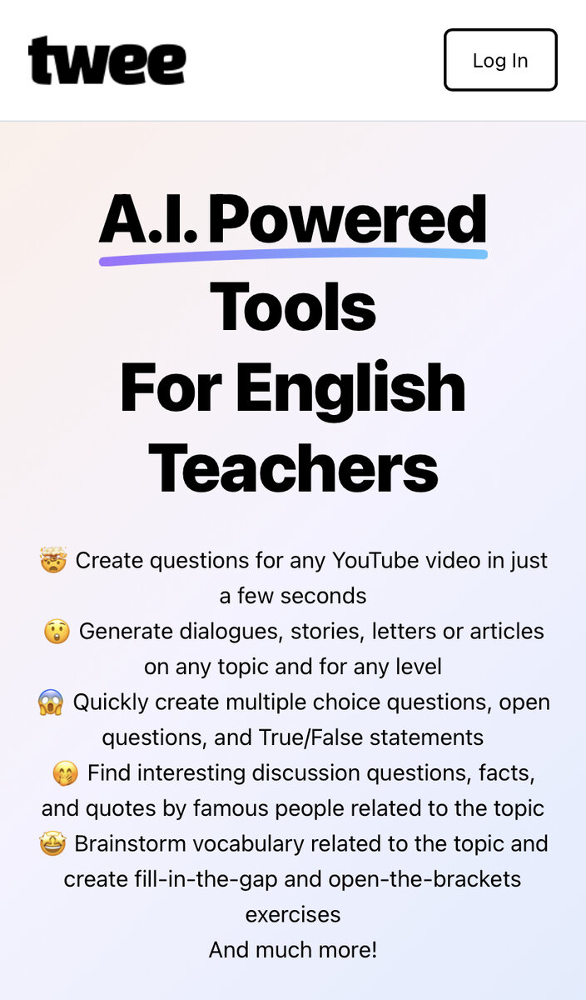 twee
Log In
A.I. Powered
Tools
For English
Teachers
🤯 Create questions for any YouTube video in just
a few seconds
😲 Generate dialogues, stories, letters or articles
on any topic and for any level
😱 Quickly create multiple choice questions, open
questions, and True/False statements
🤭 Find interesting discussion questions, facts,
and quotes by famous people related to the topic
🤩 Brainstorm vocabulary related to the topic and
create fill-in-the-gap and open-the-brackets
exercises
And much more!